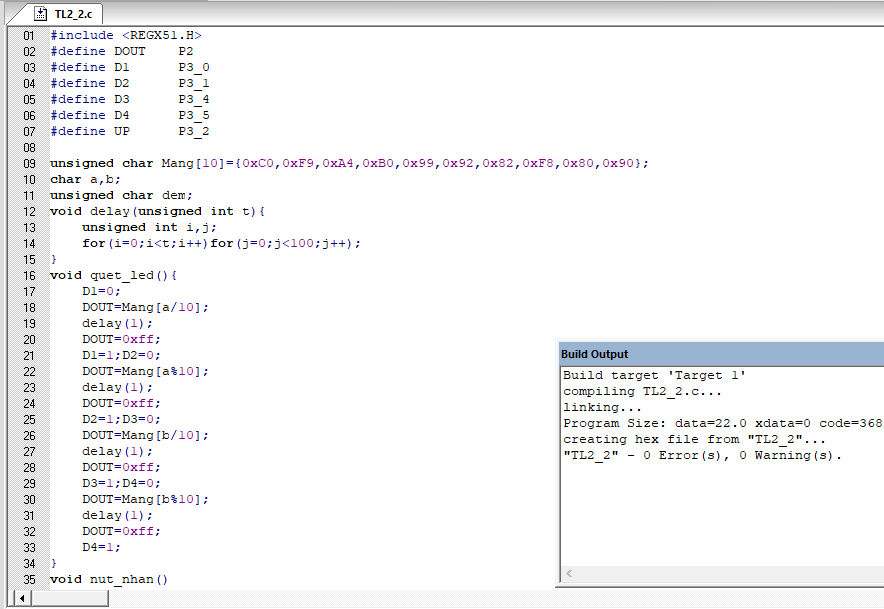 TL2_2.c
01 #include <REGX51.H>
02 #define DOUT    P2
03 #define D1      P3_0
04 #define D2      P3_1
05 #define D3      P3_4
06 #define D4      P3_5
07 #define UP      P3_2
08
09 unsigned char Mang[10]={0xC0,0xF9,0xA4,0xB0,0x99,0x92,0x82,0xF8,0x80,0x90};
10 char a,b;
11 unsigned char dem;
12 void delay(unsigned int t){
13     unsigned int i,j;
14     for(i=0;i<t;i++)for(j=0;j<100;j++);
15 }
16 void quet_led(){
17     D1=0;
18     DOUT=Mang[a/10];
19     delay(1);
20     DOUT=0xff;
21     D1=1;D2=0;
22     DOUT=Mang[a%10];
23     delay(1);
24     DOUT=0xff;
25     D2=1;D3=0;
26     DOUT=Mang[b/10];
27     delay(1);
28     DOUT=0xff;
29     D3=1;D4=0;
30     DOUT=Mang[b%10];
31     delay(1);
32     DOUT=0xff;
33     D4=1;
34 }
35 void nut_nhan()
Build Output
Build target 'Target 1'
compiling TL2_2.c...
linking...
Program Size: data=22.0 xdata=0 code=368
creating hex file from "TL2_2"...
"TL2_2" - 0 Error(s), 0 Warning(s).